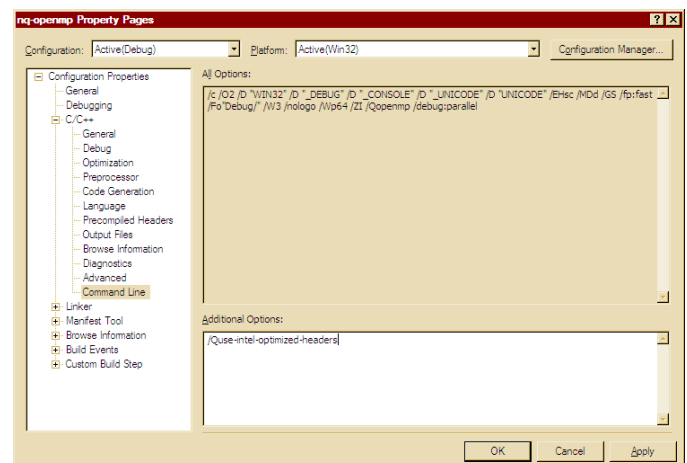 nq-openmp Property Pages
Configuration: Active(Debug) Platform: Active(Win32) Configuration Manager...
Configuration Properties
General
Debugging
C/C++
General
Debug
Optimization
Preprocessor
Code Generation
Language
Precompiled Headers
Output Files
Browse Information
Diagnostics
Advanced
Command Line
Linker
Manifest Tool
Browse Information
Build Events
Custom Build Step
All Options:
/c /O2 /D "WIN32" /D "_DEBUG" /D "_CONSOLE" /D "_UNICODE" /D "UNICODE" /EHsc /MDd /GS /fp:fast
/Fo"Debug/" /W3 /nologo /Wp64 /ZI /Qopenmp /debug:parallel
Additional Options:
/Quse-intel-optimized-headers
OK Cancel Apply